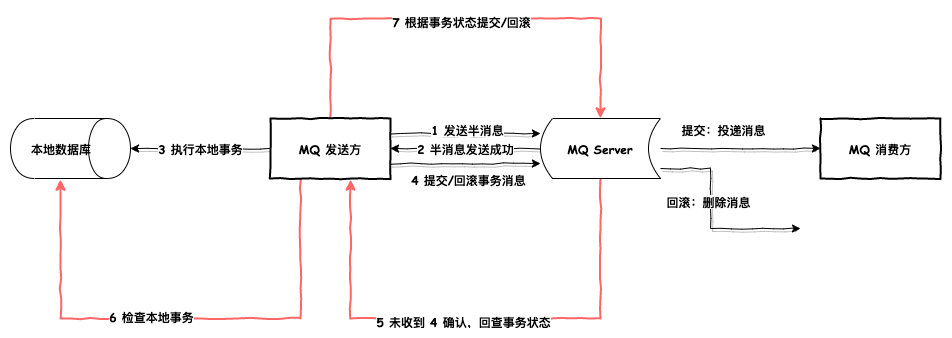 7 根据事务状态提交/回滚
1 发送半消息
提交：投递消息
本地数据库
3 执行本地事务
MQ 发送方
2 半消息发送成功
MQ Server
MQ 消费方
4 提交/回滚事务消息
回滚：删除消息
6 检查本地事务
5 未收到 4 确认，回查事务状态